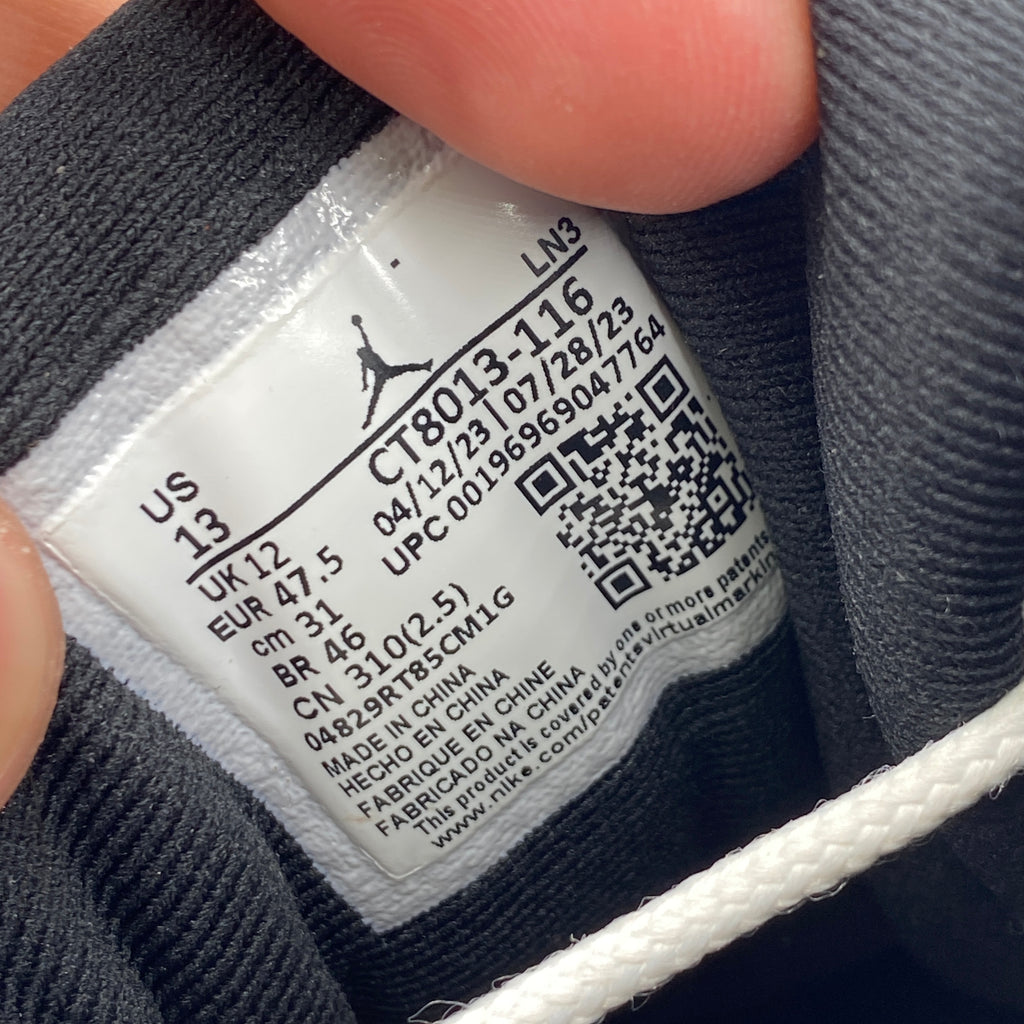 LN3
US
13
CT8013-116
04/12/23 | 07/28/23
UPC 00196969047764
UK 12
EUR 47.5
cm 31
BR 46
CN 310(2.5)
04829RT85CM1G
MADE IN CHINA
HECHO EN CHINA
FABRIQUE EN CHINE
FABRICADO NA CHINA
This product is covered by one or more patents.
www.nike.com/patentsvirtualmarkin